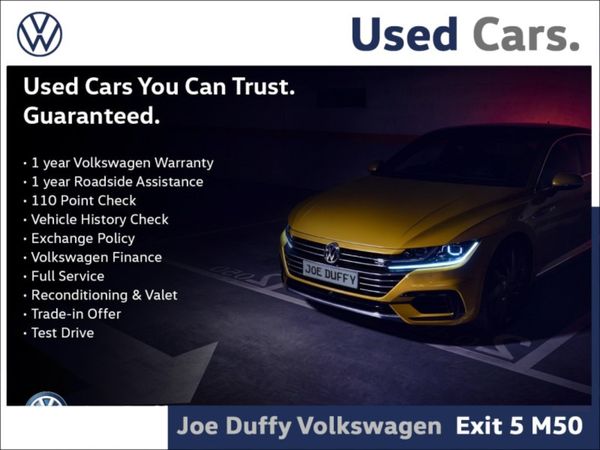 Used Cars.
Used Cars You Can Trust.
Guaranteed.
· 1 year Volkswagen Warranty
· 1 year Roadside Assistance
· 110 Point Check
· Vehicle History Check
· Exchange Policy
· Volkswagen Finance
· Full Service
· Reconditioning & Valet
· Trade-in Offer
· Test Drive
JOE DUFFY
Joe Duffy Volkswagen Exit 5 M50